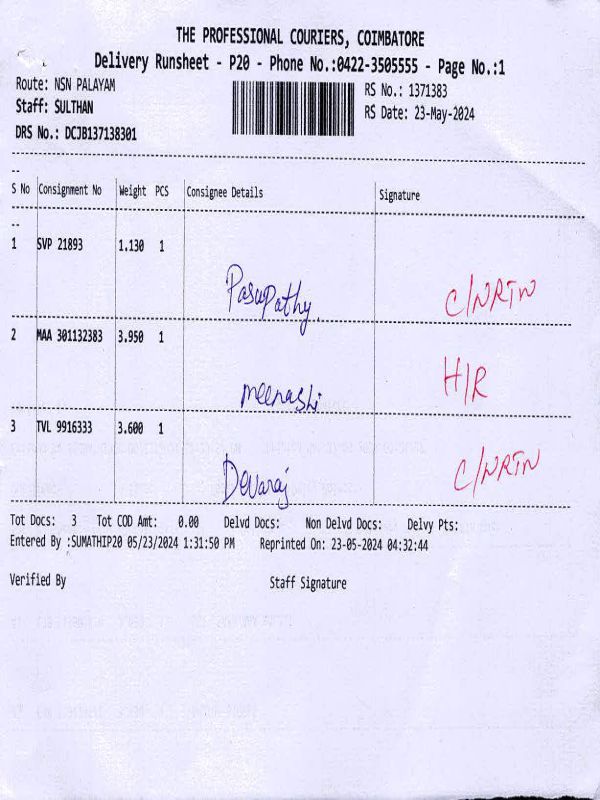 THE PROFESSIONAL COURIERS, COIMBATORE
Delivery Runsheet - P20 - Phone No.:0422-3505555 - Page No.:1
Route: NSN PALAYAM
RS No.: 1371383
Staff: SULTHAN
RS Date: 23-May-2024
DRS No.: DCJB137138301
--
S No Consignment No Weight PCS Consignee Details Signature
--
1 SVP 21893 1.130 1
Pasupathy C/NRTN
2 MAA 301132383 3.950 1
meenashi H/R
3 TVL 9916333 3.600 1
Devaraj C/NRTN
Tot Docs: 3 Tot COD Amt: 0.00 Delvd Docs: Non Delvd Docs: Delvy Pts:
Entered By :SUMATHIP20 05/23/2024 1:31:50 PM Reprinted On: 23-05-2024 04:32:44
Verified By Staff Signature